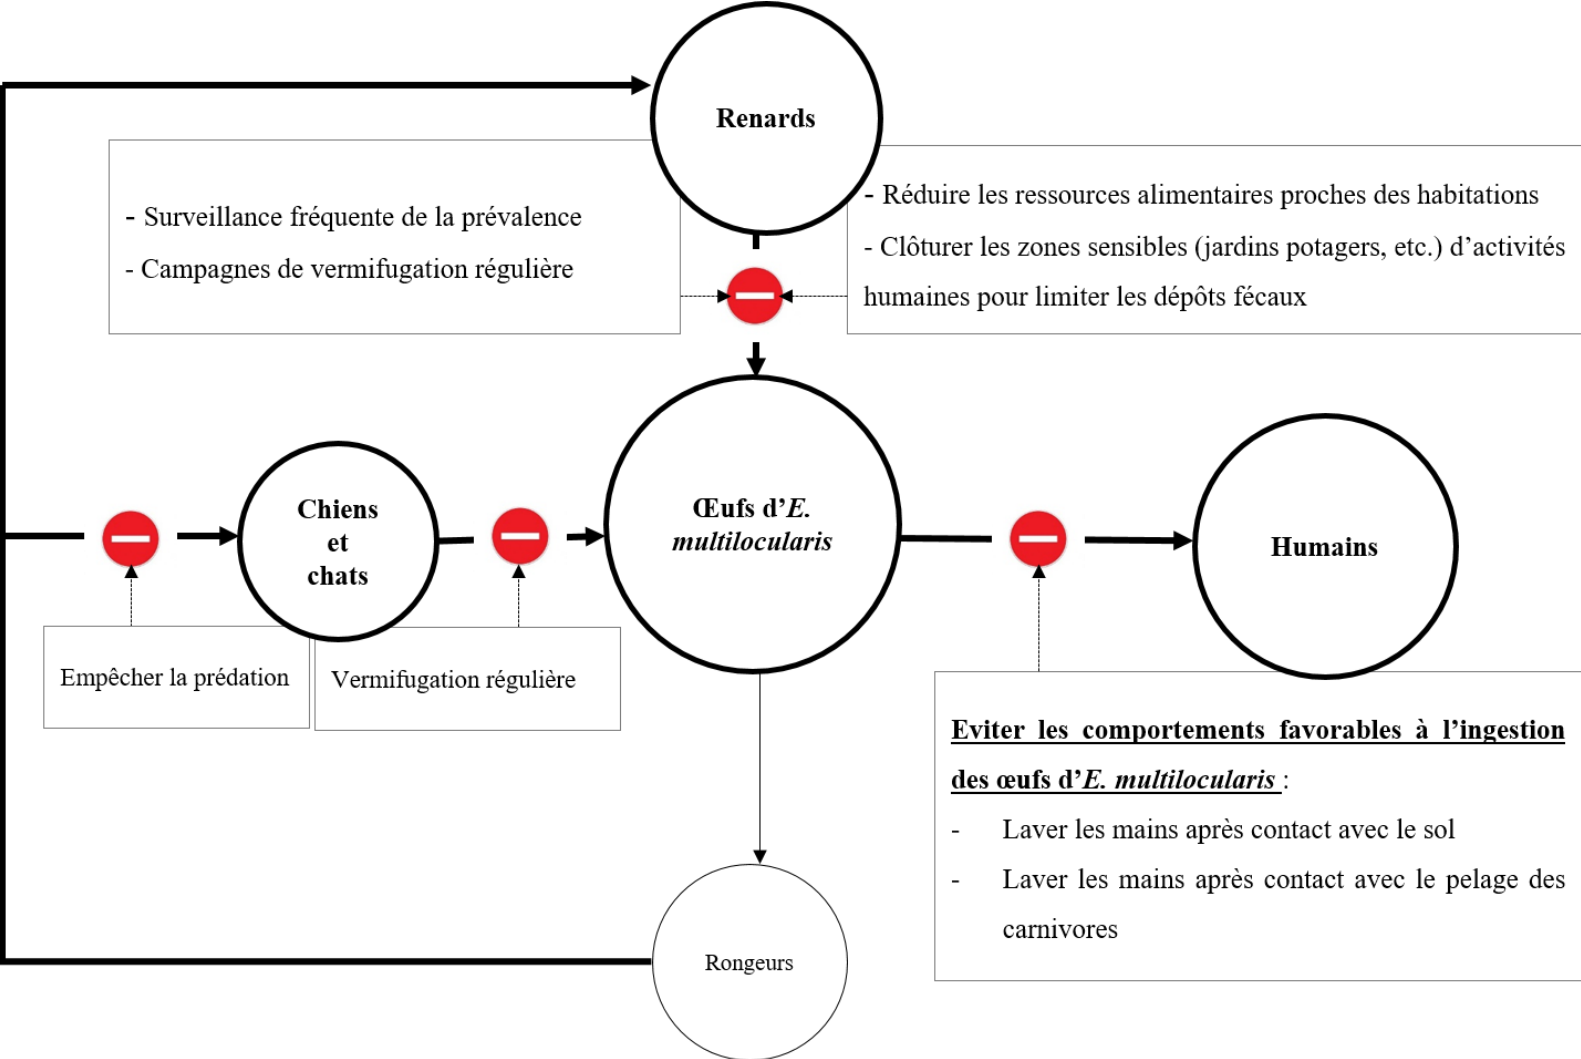 Renards
- Surveillance fréquente de la prévalence
- Campagnes de vermifugation régulière
- Réduire les ressources alimentaires proches des habitations
- Clôturer les zones sensibles (jardins potagers, etc.) d’activités
humaines pour limiter les dépôts fécaux
Chiens
et
chats
Œufs d’E.
multilocularis
Humains
Empêcher la prédation
Vermifugation régulière
Eviter les comportements favorables à l’ingestion
des œufs d’E. multilocularis :
- Laver les mains après contact avec le sol
- Laver les mains après contact avec le pelage des
carnivores
Rongeurs